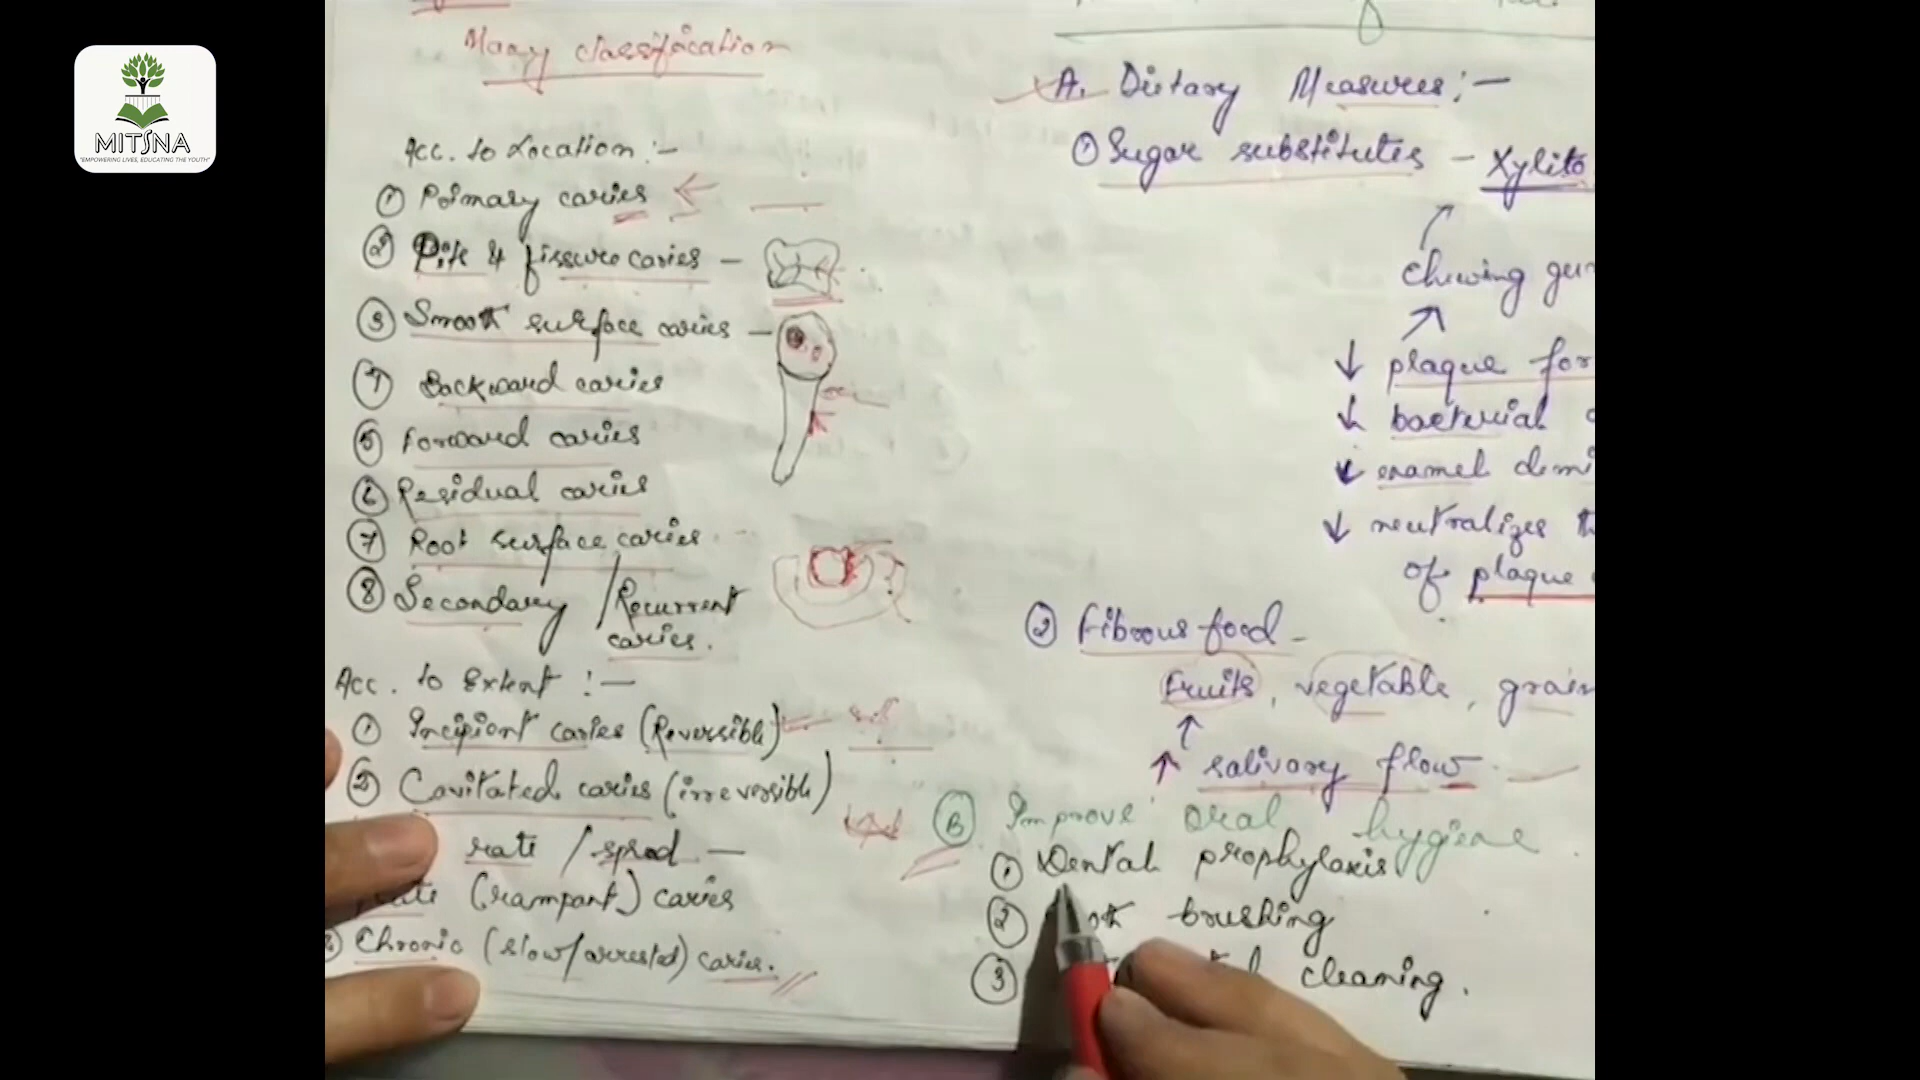 MITSNA
"EMPOWERING LIVES, EDUCATING THE YOUTH"
Many classification
Acc. to Location :-
① Primary caries
② Pit & fissure caries -
③ Smooth surface caries -
④ Backward caries
⑤ Forward caries
⑥ Residual caries
⑦ Root surface caries
⑧ Secondary / Recurrent
caries.
Acc. to Extent :-
① Incipient caries (Reversible)
② Cavitated caries (irreversible)
rate / spread -
(rampant) caries
Chronic (slow/arrested) caries.
A. Dietary Measures :-
① Sugar substitutes - Xylito
chewing gu
↓ plaque for
↓ bacterial
↓ enamel demi
↓ neutralizes
of plaque
② Fibrous food -
fruits, vegetable, grain
↑ salivary flow
Ⓑ Improve oral hygiene
① Dental prophylaxis
② brushing
③ cleaning.